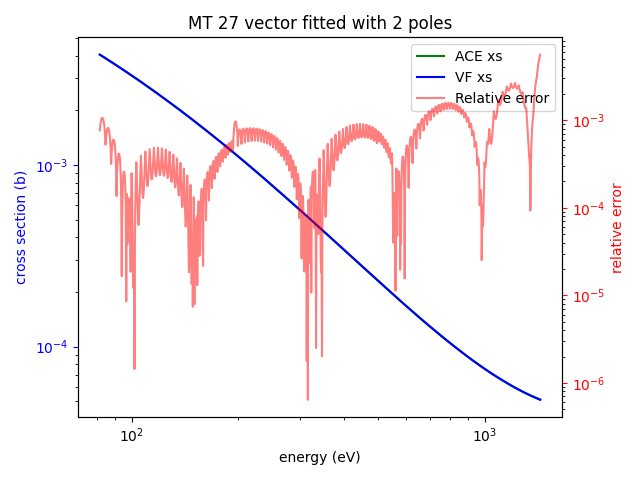 MT 27 vector fitted with 2 poles
ACE xs
VF xs
Relative error
cross section (b)
10⁻³
10⁻⁴
10⁻³
10⁻⁴
10⁻⁵
10⁻⁶
relative error
10² 10³
energy (eV)